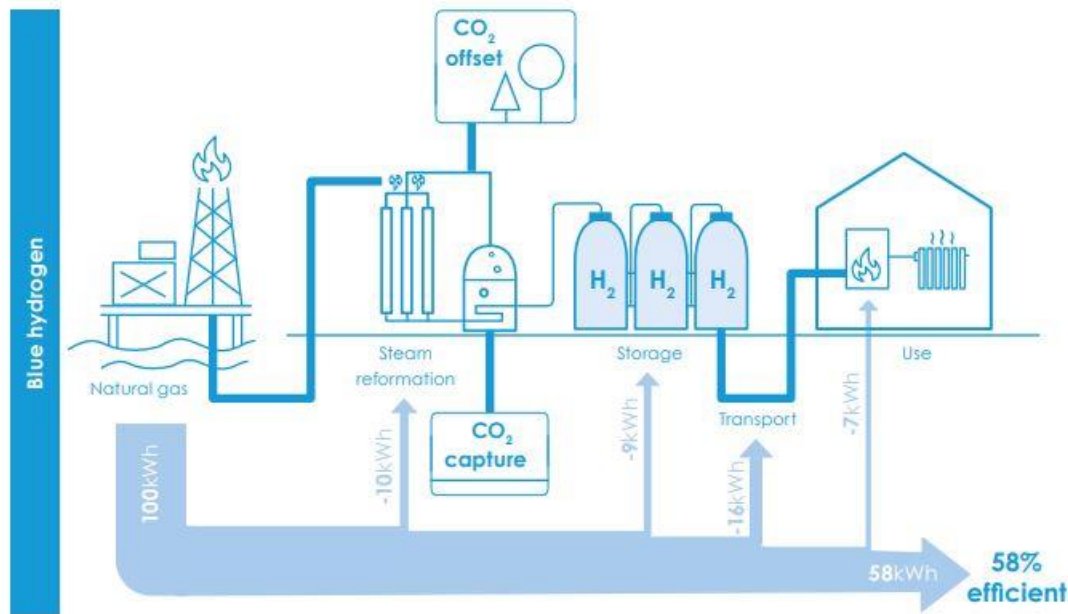 Blue hydrogen
CO₂
offset
H₂
H₂
H₂
Natural gas
Steam
reformation
Storage
Use
Transport
CO₂
capture
100kWh
-10kWh
-9kWh
-16kWh
-7kWh
58kWh
58%
efficient